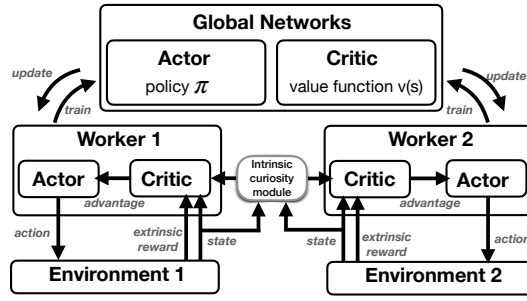 Global Networks
Actor
policy π
Critic
value function v(s)
update
train
update
train
Worker 1
Actor
Critic
advantage
Intrinsic
curiosity
module
Worker 2
Critic
Actor
advantage
action
extrinsic
reward
state
state
extrinsic
reward
action
Environment 1
Environment 2